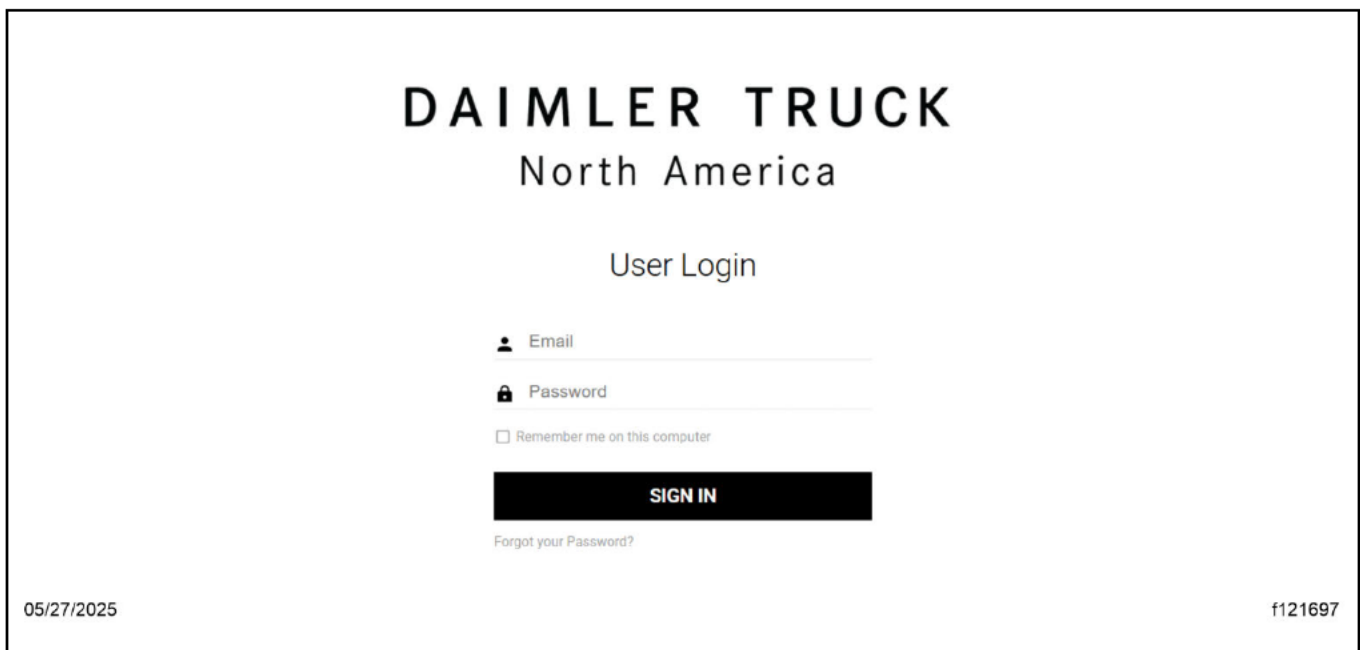 DAIMLER TRUCK
North America
User Login
Email
Password
Remember me on this computer
SIGN IN
Forgot your Password?
05/27/2025
f121697